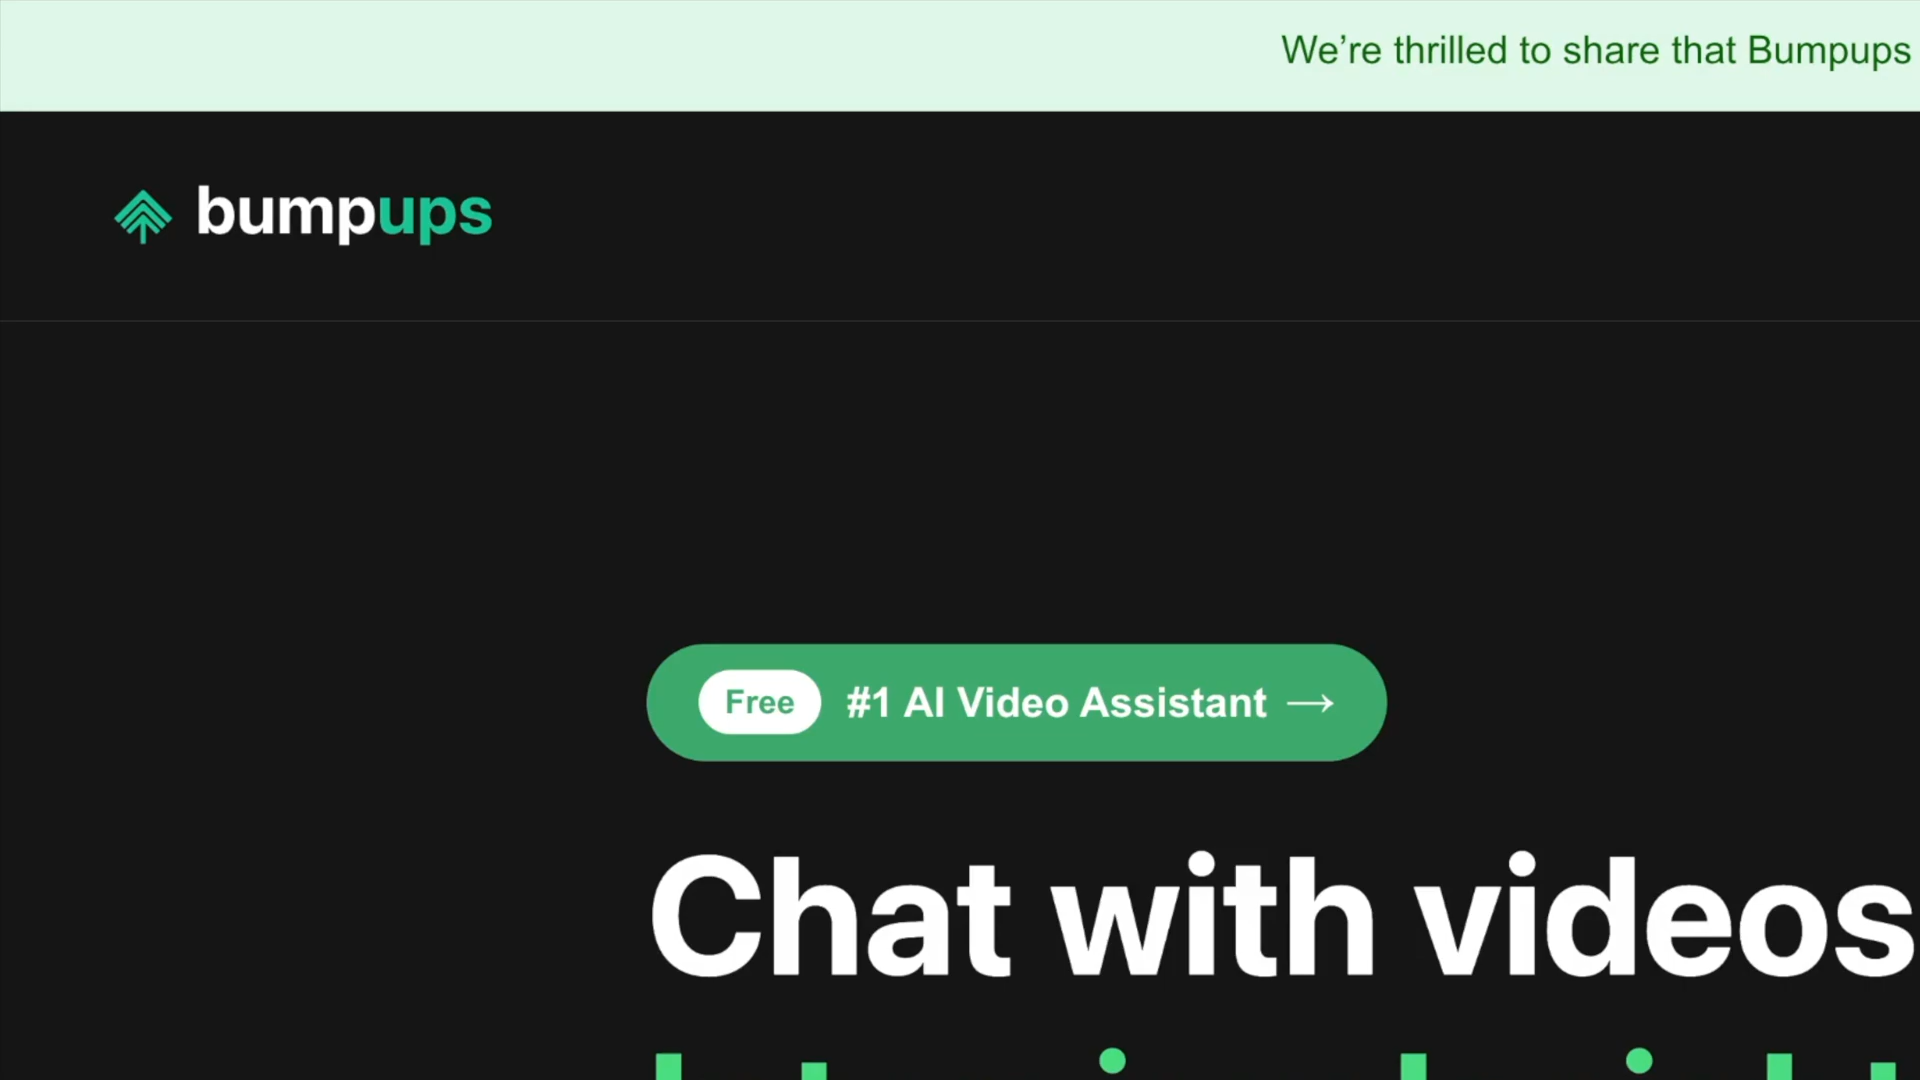 We’re thrilled to share that Bumpups
bumpups
Free #1 AI Video Assistant →
Chat with videos